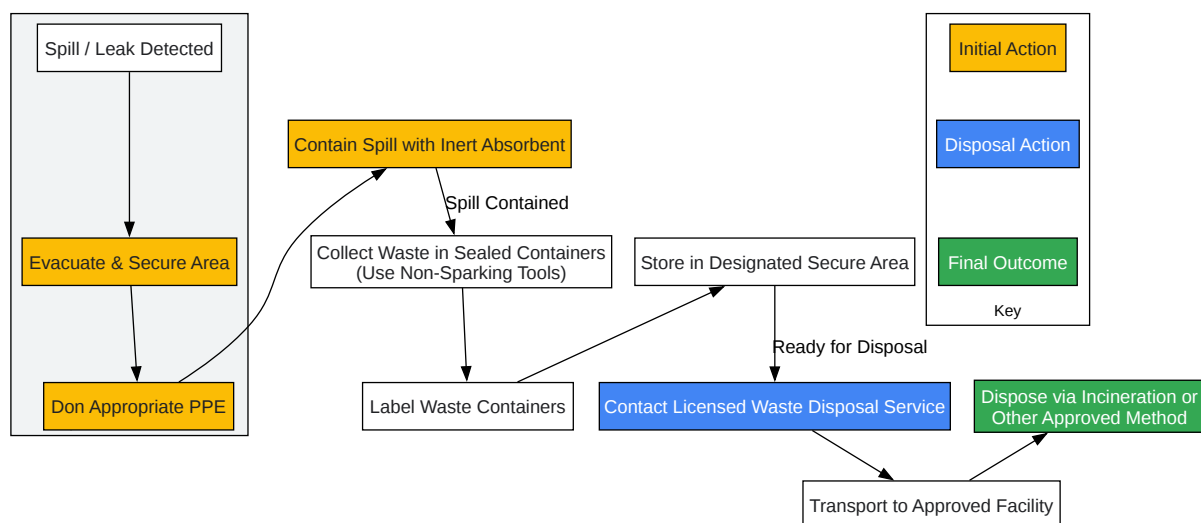 Spill / Leak Detected
Evacuate & Secure Area
Don Appropriate PPE
Contain Spill with Inert Absorbent
Spill Contained
Collect Waste in Sealed Containers
(Use Non-Sparking Tools)
Label Waste Containers
Store in Designated Secure Area
Ready for Disposal
Contact Licensed Waste Disposal Service
Transport to Approved Facility
Dispose via Incineration or
Other Approved Method
Initial Action
Disposal Action
Final Outcome
Key